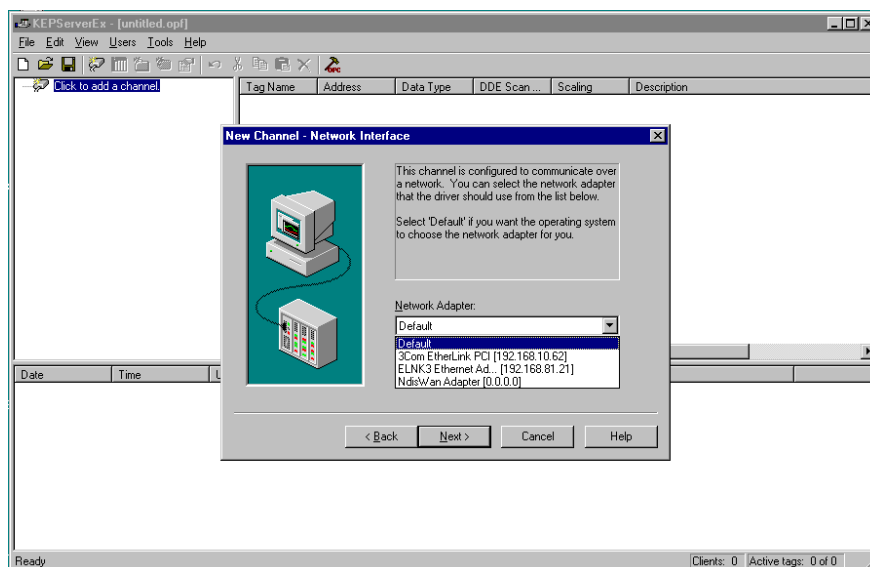 KEPServerEx - [untitled.opf]
File Edit View Users Tools Help
Click to add a channel.
Tag Name Address Data Type DDE Scan ... Scaling Description
New Channel - Network Interface
This channel is configured to communicate over
a network. You can select the network adapter
that the driver should use from the list below.
Select 'Default' if you want the operating system
to choose the network adapter for you.
Network Adapter:
Default
Default
3Com EtherLink PCI [192.168.10.62]
ELNK3 Ethernet Ad... [192.168.81.21]
NdisWan Adapter [0.0.0.0]
< Back Next > Cancel Help
Date Time U
Ready Clients: 0 Active tags: 0 of 0